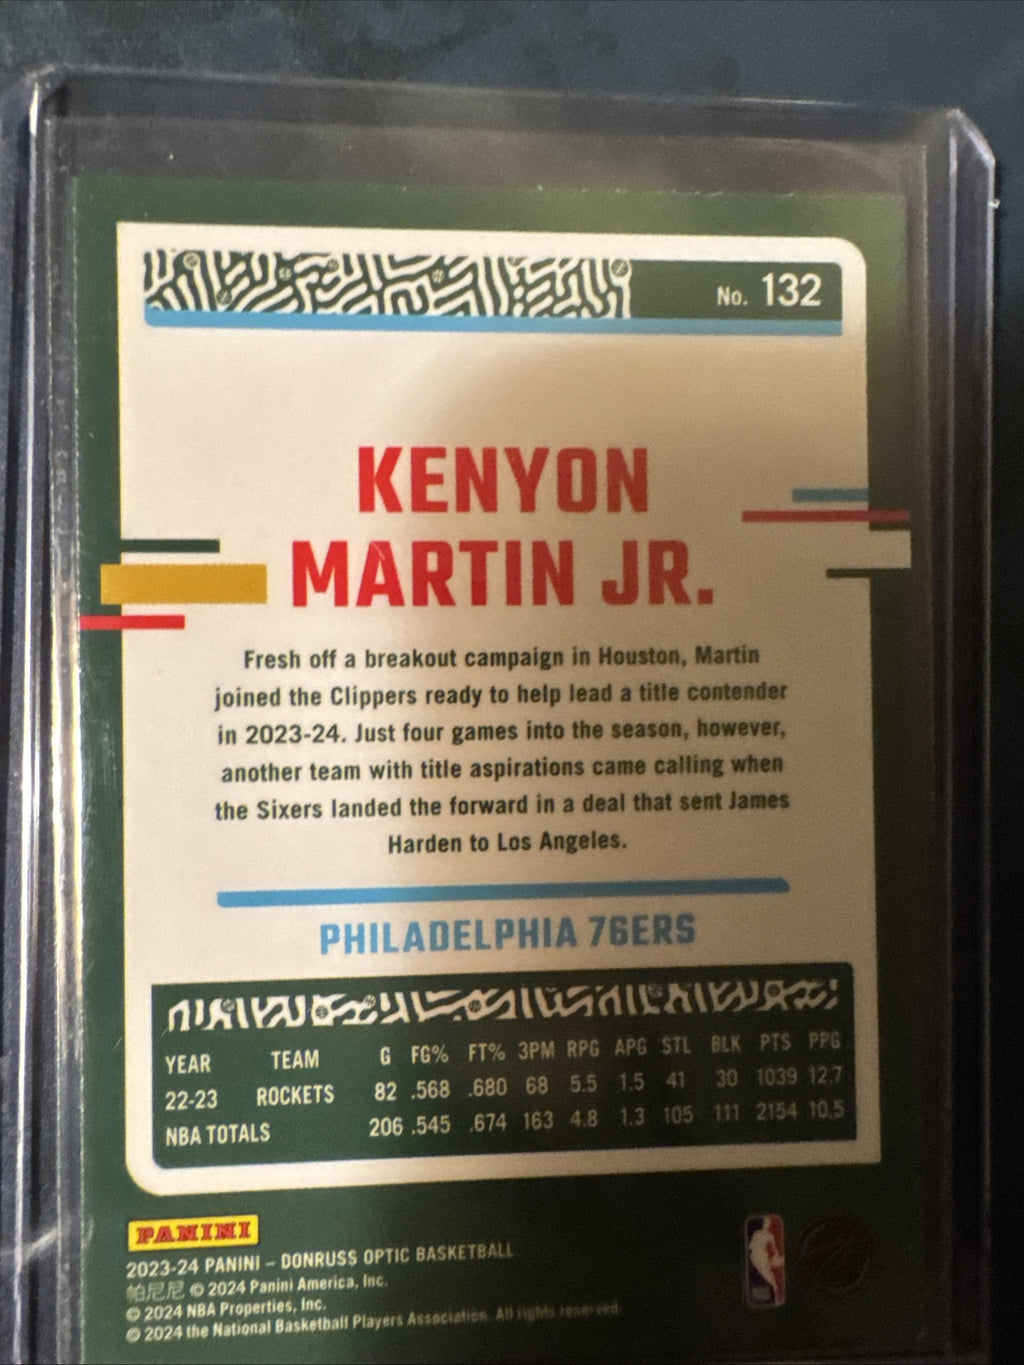 No. 132
KENYON
MARTIN JR.
Fresh off a breakout campaign in Houston, Martin
joined the Clippers ready to help lead a title contender
in 2023-24. Just four games into the season, however,
another team with title aspirations came calling when
the Sixers landed the forward in a deal that sent James
Harden to Los Angeles.
PHILADELPHIA 76ERS
YEAR TEAM G FG% FT% 3PM RPG APG STL BLK PTS PPG
22-23 ROCKETS 82 .568 .680 68 5.5 1.5 41 30 1039 12.7
NBA TOTALS 206 .545 .674 163 4.8 1.3 105 111 2154 10.5
PANINI
2023-24 PANINI – DONRUSS OPTIC BASKETBALL
帕尼尼 © 2024 Panini America, Inc.
© 2024 NBA Properties, Inc.
© 2024 the National Basketball Players Association. All rights reserved.